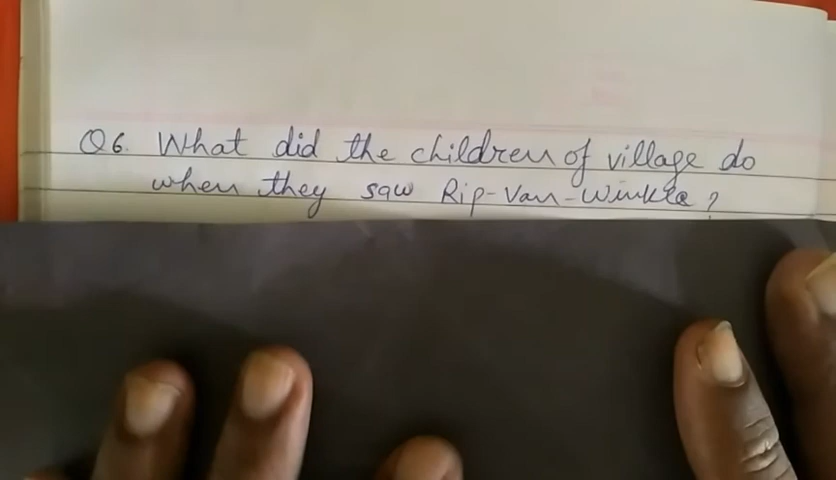 Q6. What did the children of village do
when they saw Rip-Van-Winkle?